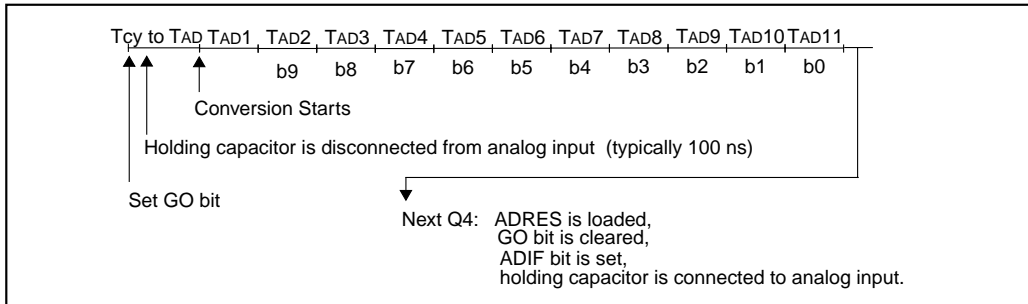 Tcy to TAD TAD1 TAD2 TAD3 TAD4 TAD5 TAD6 TAD7 TAD8 TAD9 TAD10 TAD11
b9 b8 b7 b6 b5 b4 b3 b2 b1 b0
Conversion Starts
Holding capacitor is disconnected from analog input (typically 100 ns)
Set GO bit
Next Q4: ADRES is loaded,
GO bit is cleared,
ADIF bit is set,
holding capacitor is connected to analog input.